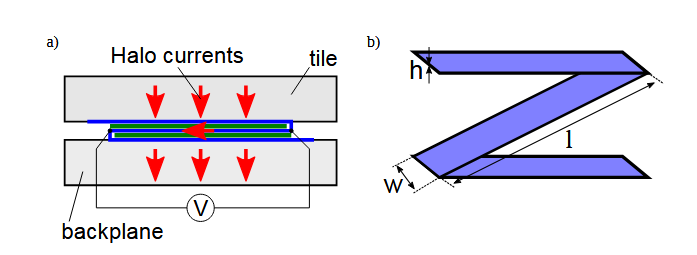 a)
Halo currents
tile
V
backplane
b)
h
l
w